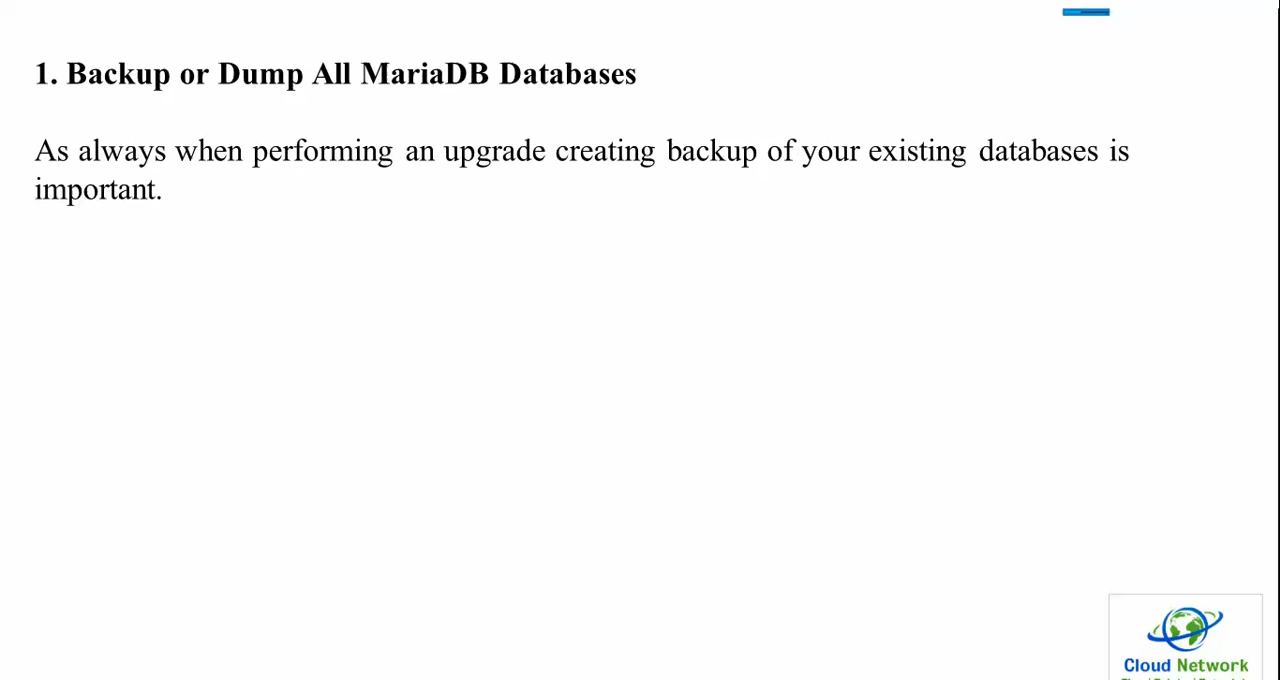 1. Backup or Dump All MariaDB Databases
As always when performing an upgrade creating backup of your existing databases is
important.
Cloud Network